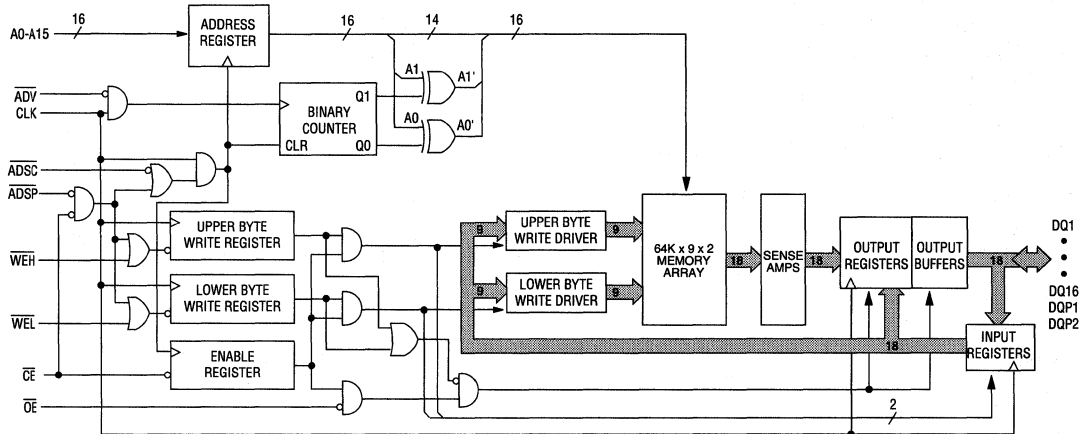 A0-A15
16
ADDRESS
REGISTER
16
14
16
A1
A1'
A0
A0'
ADV
CLK
BINARY
COUNTER
Q1
CLR
Q0
ADSC
ADSP
UPPER BYTE
WRITE REGISTER
WEH
LOWER BYTE
WRITE REGISTER
WEL
ENABLE
REGISTER
CE
OE
9
UPPER BYTE
WRITE DRIVER
9
9
LOWER BYTE
WRITE DRIVER
9
64K x 9 x 2
MEMORY
ARRAY
18
SENSE
AMPS
18
OUTPUT
REGISTERS
OUTPUT
BUFFERS
18
DQ1
DQ16
DQP1
DQP2
18
INPUT
REGISTERS
2